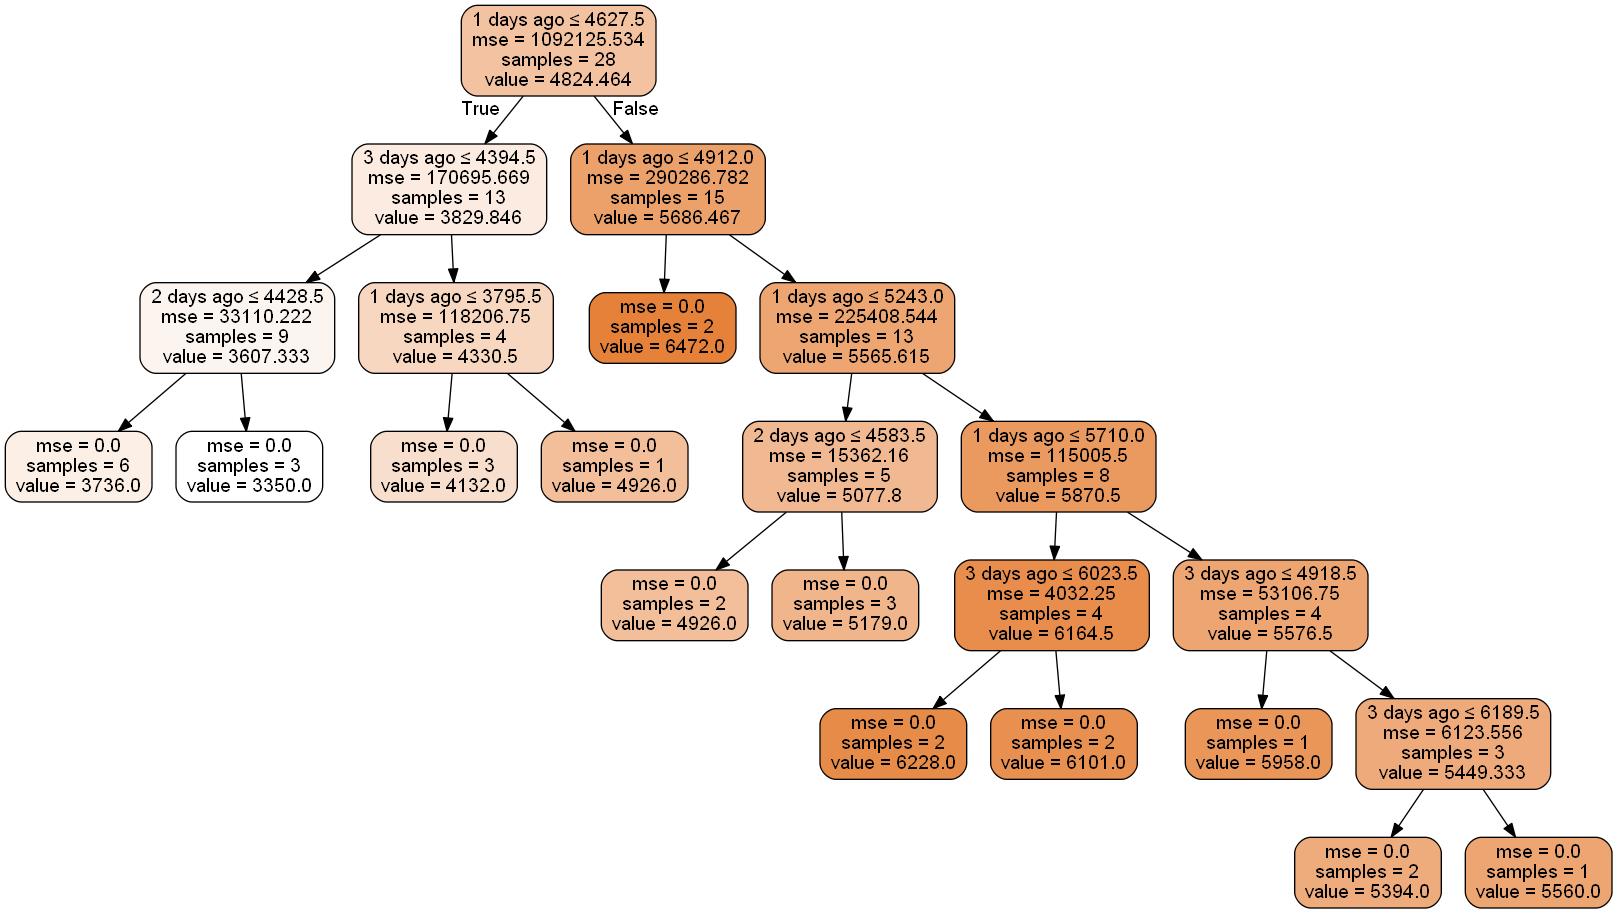 1 days ago ≤ 4627.5
mse = 1092125.534
samples = 28
value = 4824.464
True
False
3 days ago ≤ 4394.5
mse = 170695.669
samples = 13
value = 3829.846
1 days ago ≤ 4912.0
mse = 290286.782
samples = 15
value = 5686.467
2 days ago ≤ 4428.5
mse = 33110.222
samples = 9
value = 3607.333
1 days ago ≤ 3795.5
mse = 118206.75
samples = 4
value = 4330.5
mse = 0.0
samples = 2
value = 6472.0
1 days ago ≤ 5243.0
mse = 225408.544
samples = 13
value = 5565.615
mse = 0.0
samples = 6
value = 3736.0
mse = 0.0
samples = 3
value = 3350.0
mse = 0.0
samples = 3
value = 4132.0
mse = 0.0
samples = 1
value = 4926.0
2 days ago ≤ 4583.5
mse = 15362.16
samples = 5
value = 5077.8
1 days ago ≤ 5710.0
mse = 115005.5
samples = 8
value = 5870.5
mse = 0.0
samples = 2
value = 4926.0
mse = 0.0
samples = 3
value = 5179.0
3 days ago ≤ 6023.5
mse = 4032.25
samples = 4
value = 6164.5
3 days ago ≤ 4918.5
mse = 53106.75
samples = 4
value = 5576.5
mse = 0.0
samples = 2
value = 6228.0
mse = 0.0
samples = 2
value = 6101.0
mse = 0.0
samples = 1
value = 5958.0
3 days ago ≤ 6189.5
mse = 6123.556
samples = 3
value = 5449.333
mse = 0.0
samples = 2
value = 5394.0
mse = 0.0
samples = 1
value = 5560.0